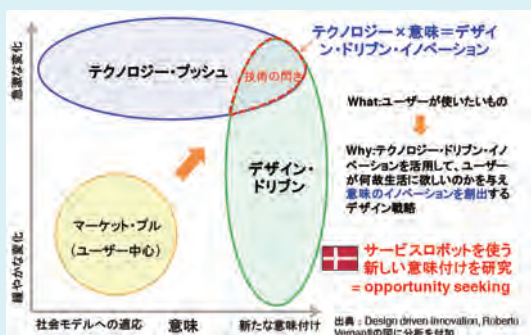 テクノロジー×意味=デザイ
ン・ドリブン・イノベーション
急激な変化
テクノロジー・プッシュ
技術の閃き
What:ユーザーが使いたいもの
Why:テクノロジー・ドリブン・イノ
ベーションを活用して、ユーザー
が何故生活に欲しいのかを与え
意味のイノベーションを創出する
デザイン戦略
デザイン・
ドリブン
マーケット・プル
(ユーザー中心)
緩やかな変化
サービスロボットを使う
新しい意味付けを研究
= opportunity seeking
社会モデルへの適応
意味
新たな意味付け
出典:Design driven innovation, Roberto
の図に分析を付加